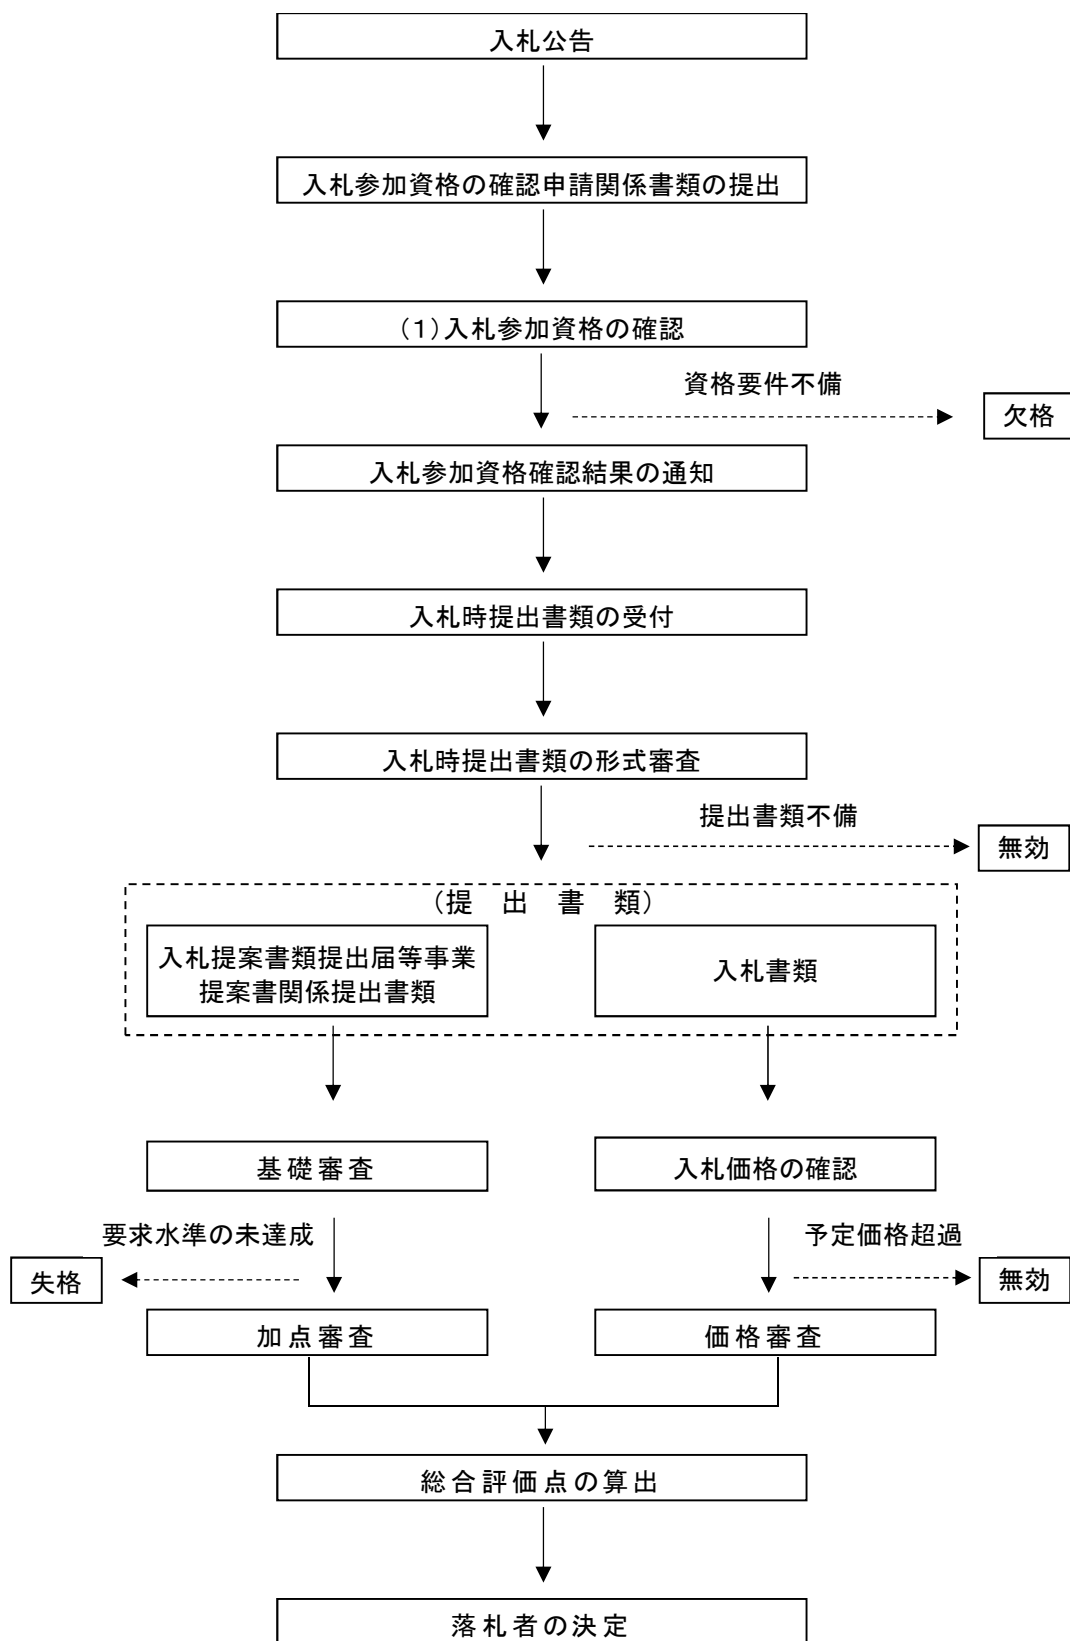 入札公告
入札参加資格の確認申請関係書類の提出
(1)入札参加資格の確認
資格要件不備
欠格
入札参加資格確認結果の通知
入札時提出書類の受付
入札時提出書類の形式審査
提出書類不備
無効
(提 出 書 類)
入札提案書類提出届等事業
提案書関係提出書類
入札書類
基礎審査
入札価格の確認
要求水準の未達成
予定価格超過
失格
無効
加点審査
価格審査
総合評価点の算出
落札者の決定